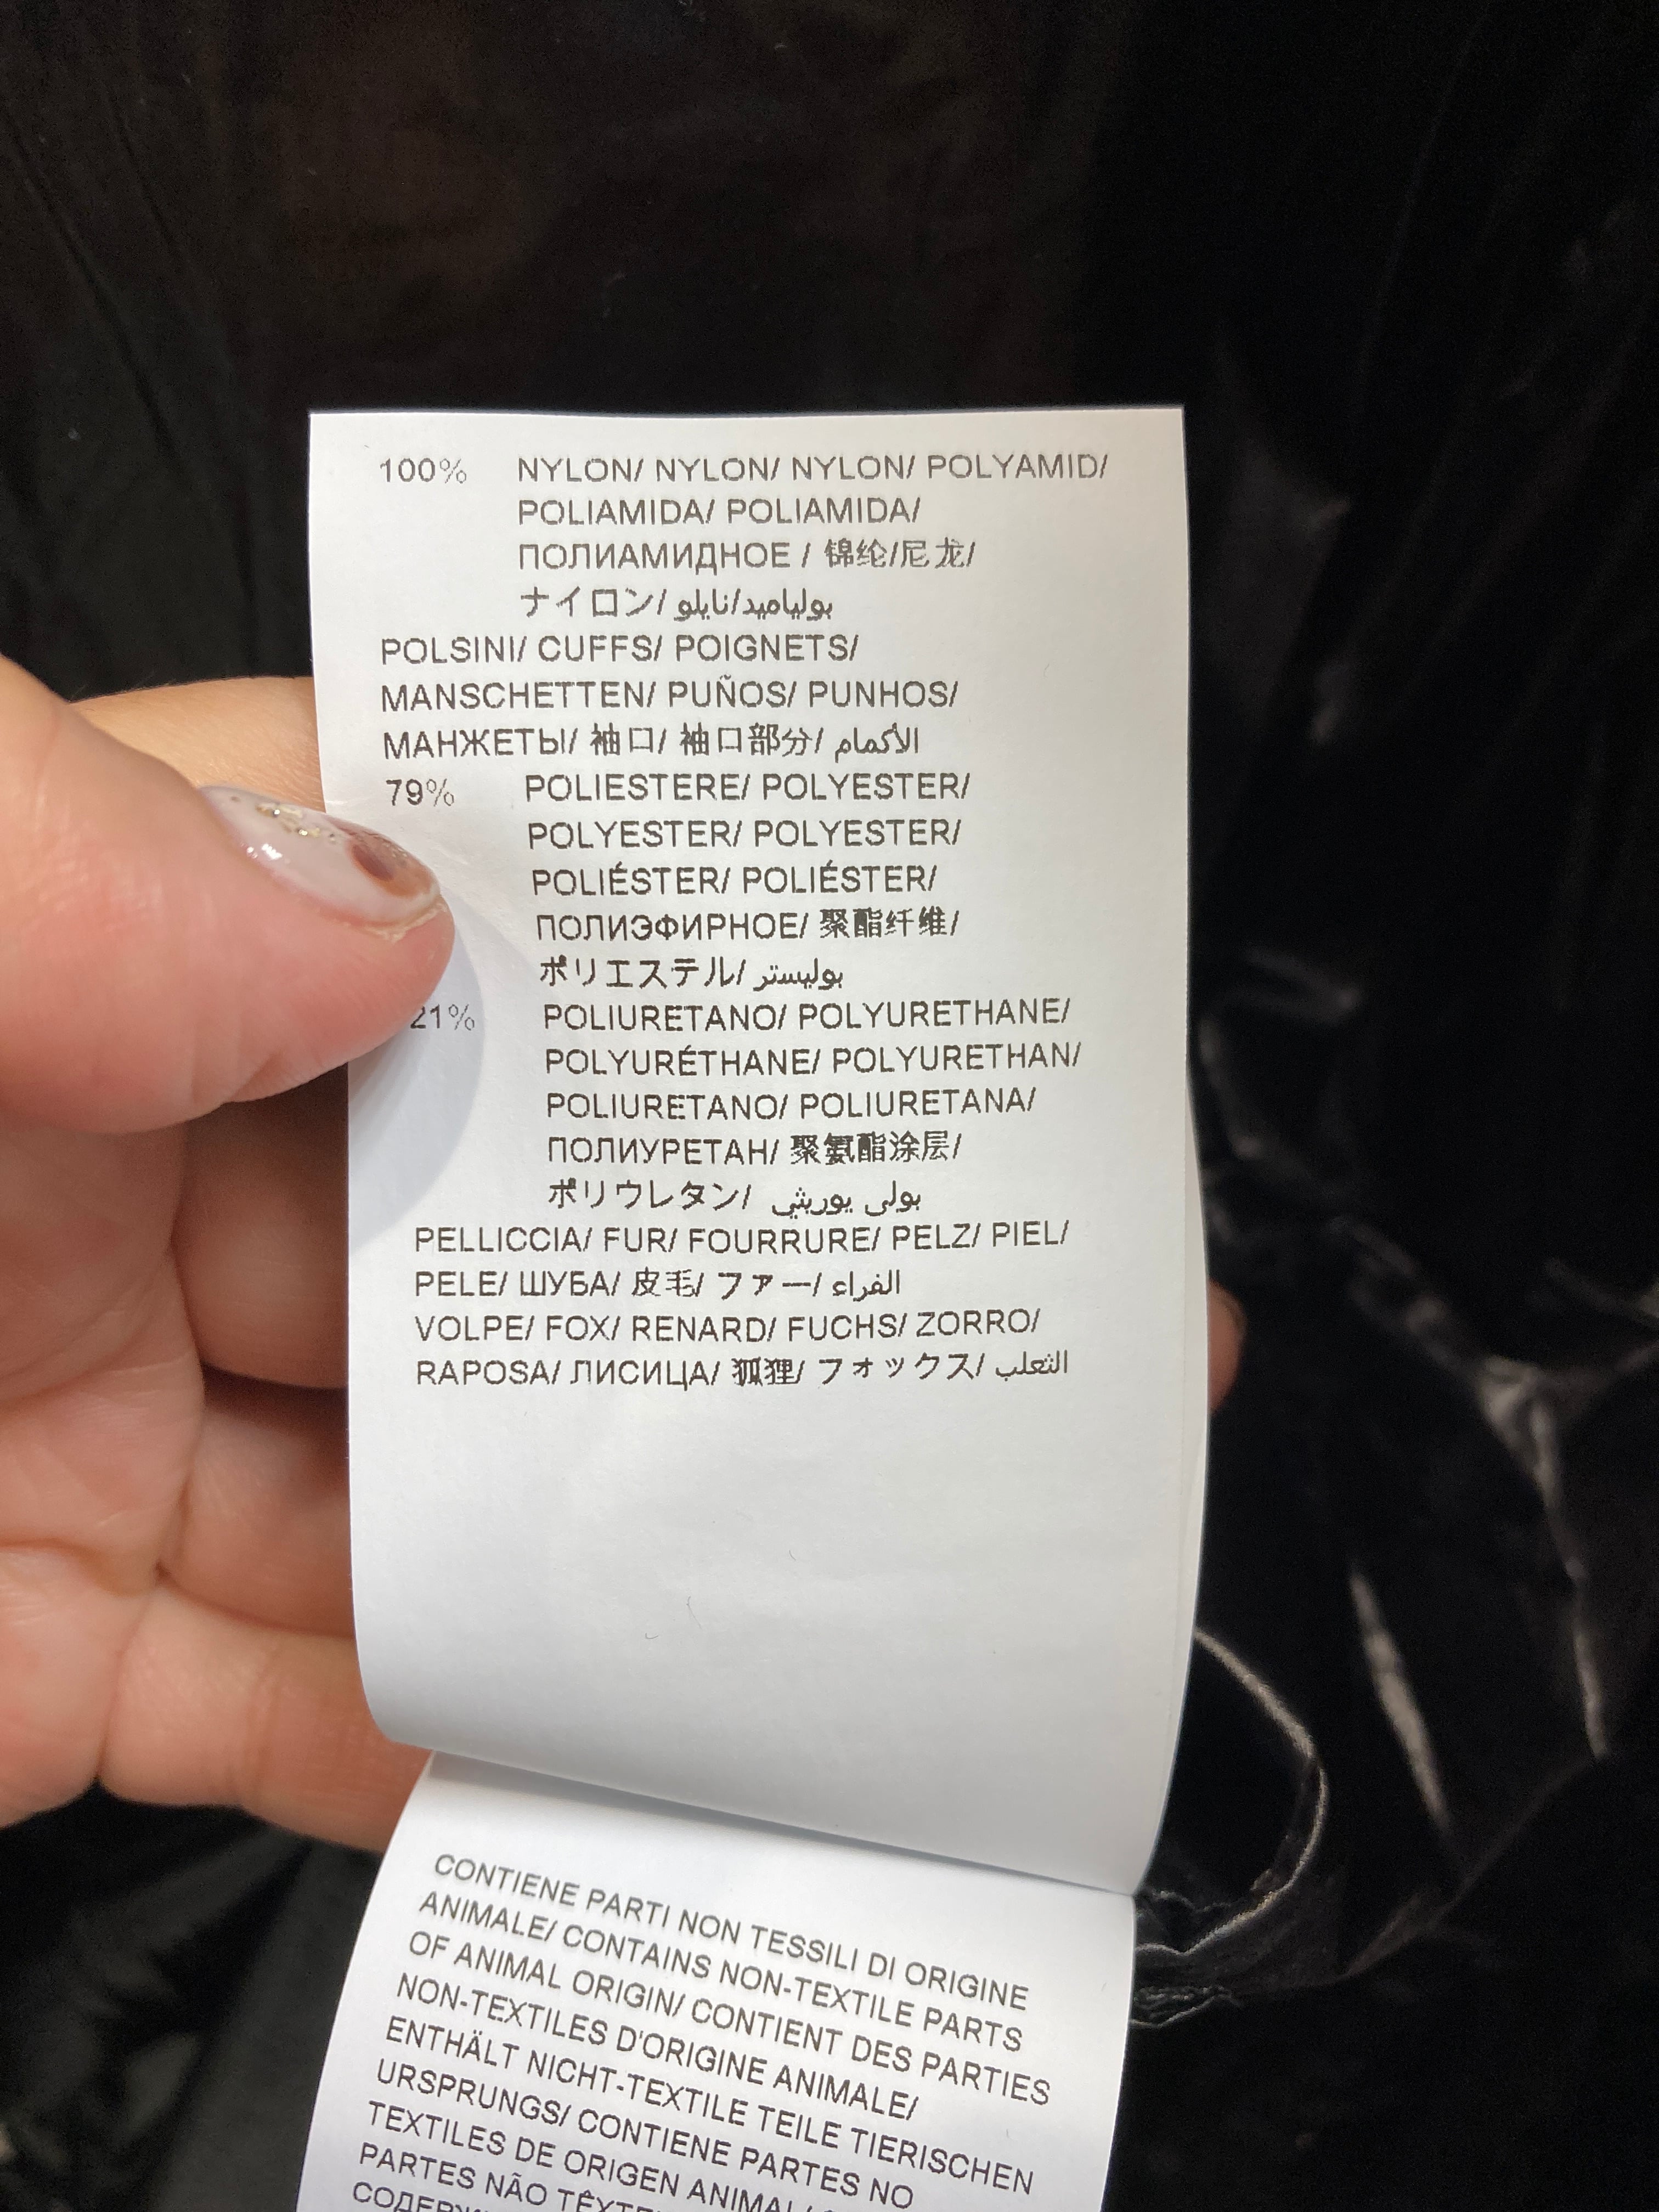 100% NYLON/ NYLON/ NYLON/ POLYAMID/
POLIAMIDA/ POLIAMIDA/
ПОЛИАМИДНОЕ / 锦纶/尼龙/
ナイロン/ بولياميد/نايلو
POLSINI/ CUFFS/ POIGNETS/
MANSCHETTEN/ PUÑOS/ PUNHOS/
МАНЖЕТЫ/ 袖口/ 袖口部分/ الأكمام
79% POLIESTERE/ POLYESTER/
POLYESTER/ POLYESTER/
POLIÉSTER/ POLIÉSTER/
ПОЛИЭФИРНОЕ/ 聚酯纤维/
ポリエステル/ بوليستر
21% POLIURETANO/ POLYURETHANE/
POLYURÉTHANE/ POLYURETHAN/
POLIURETANO/ POLIURETANA/
ПОЛИУРЕТАН/ 聚氨酯涂层/
ポリウレタン/ بولى يوريثي
PELLICCIA/ FUR/ FOURRURE/ PELZ/ PIEL/
PELE/ ШУБА/ 皮毛/ ファー/ الفراء
VOLPE/ FOX/ RENARD/ FUCHS/ ZORRO/
RAPOSA/ ЛИСИЦА/ 狐狸/ フォックス/ الثعلب
CONTIENE PARTI NON TESSILI DI ORIGINE
ANIMALE/ CONTAINS NON-TEXTILE PARTS
OF ANIMAL ORIGIN/ CONTIENT DES PARTIES
NON-TEXTILES D'ORIGINE ANIMALE/
ENTHÄLT NICHT-TEXTILE TEILE TIERISCHEN
URSPRUNGS/ CONTIENE PARTES NO
TEXTILES DE ORIGEN ANIMAL/
PARTES NÃO